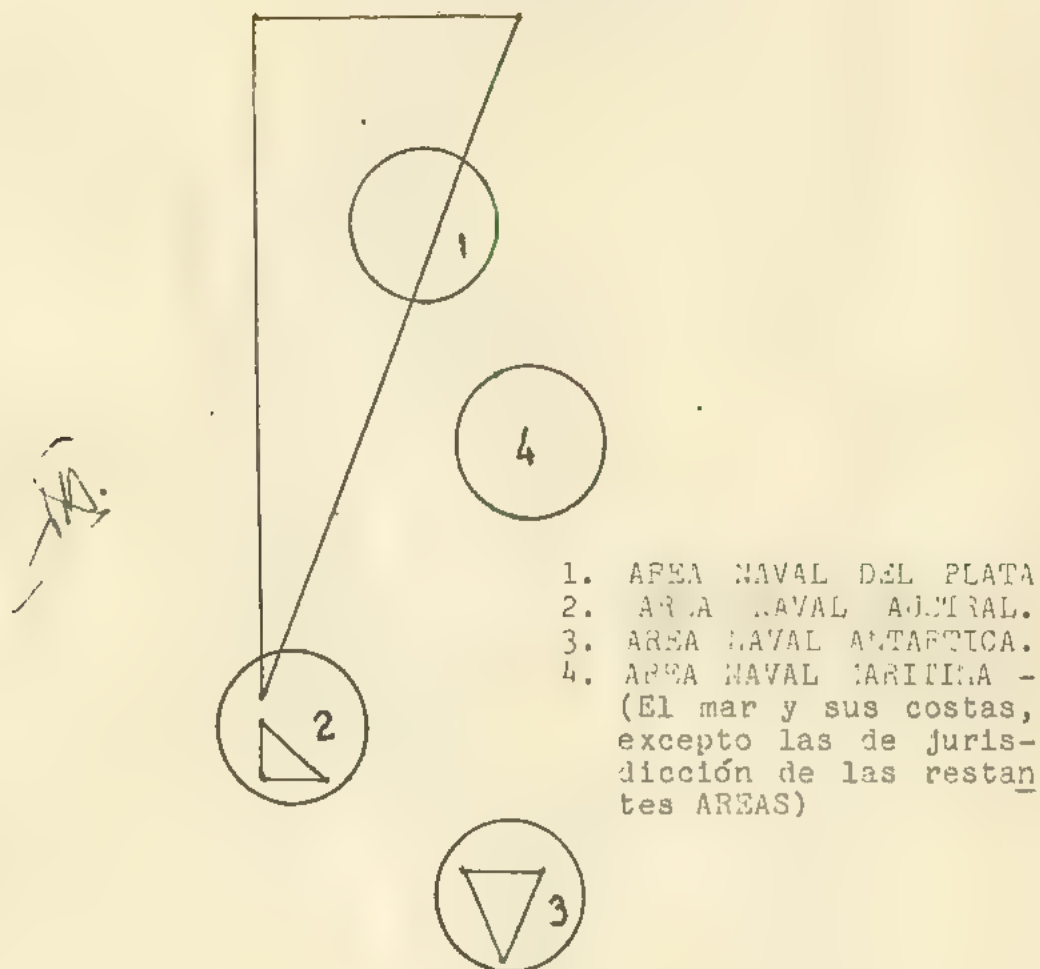 1
4
1. AREA NAVAL DEL PLATA
2. AREA NAVAL AUSTRAL.
3. AREA NAVAL ANTARTICA.
4. AREA NAVAL MARITIMA -
(El mar y sus costas,
excepto las de juris-
dicción de las restan
tes AREAS)
2
3